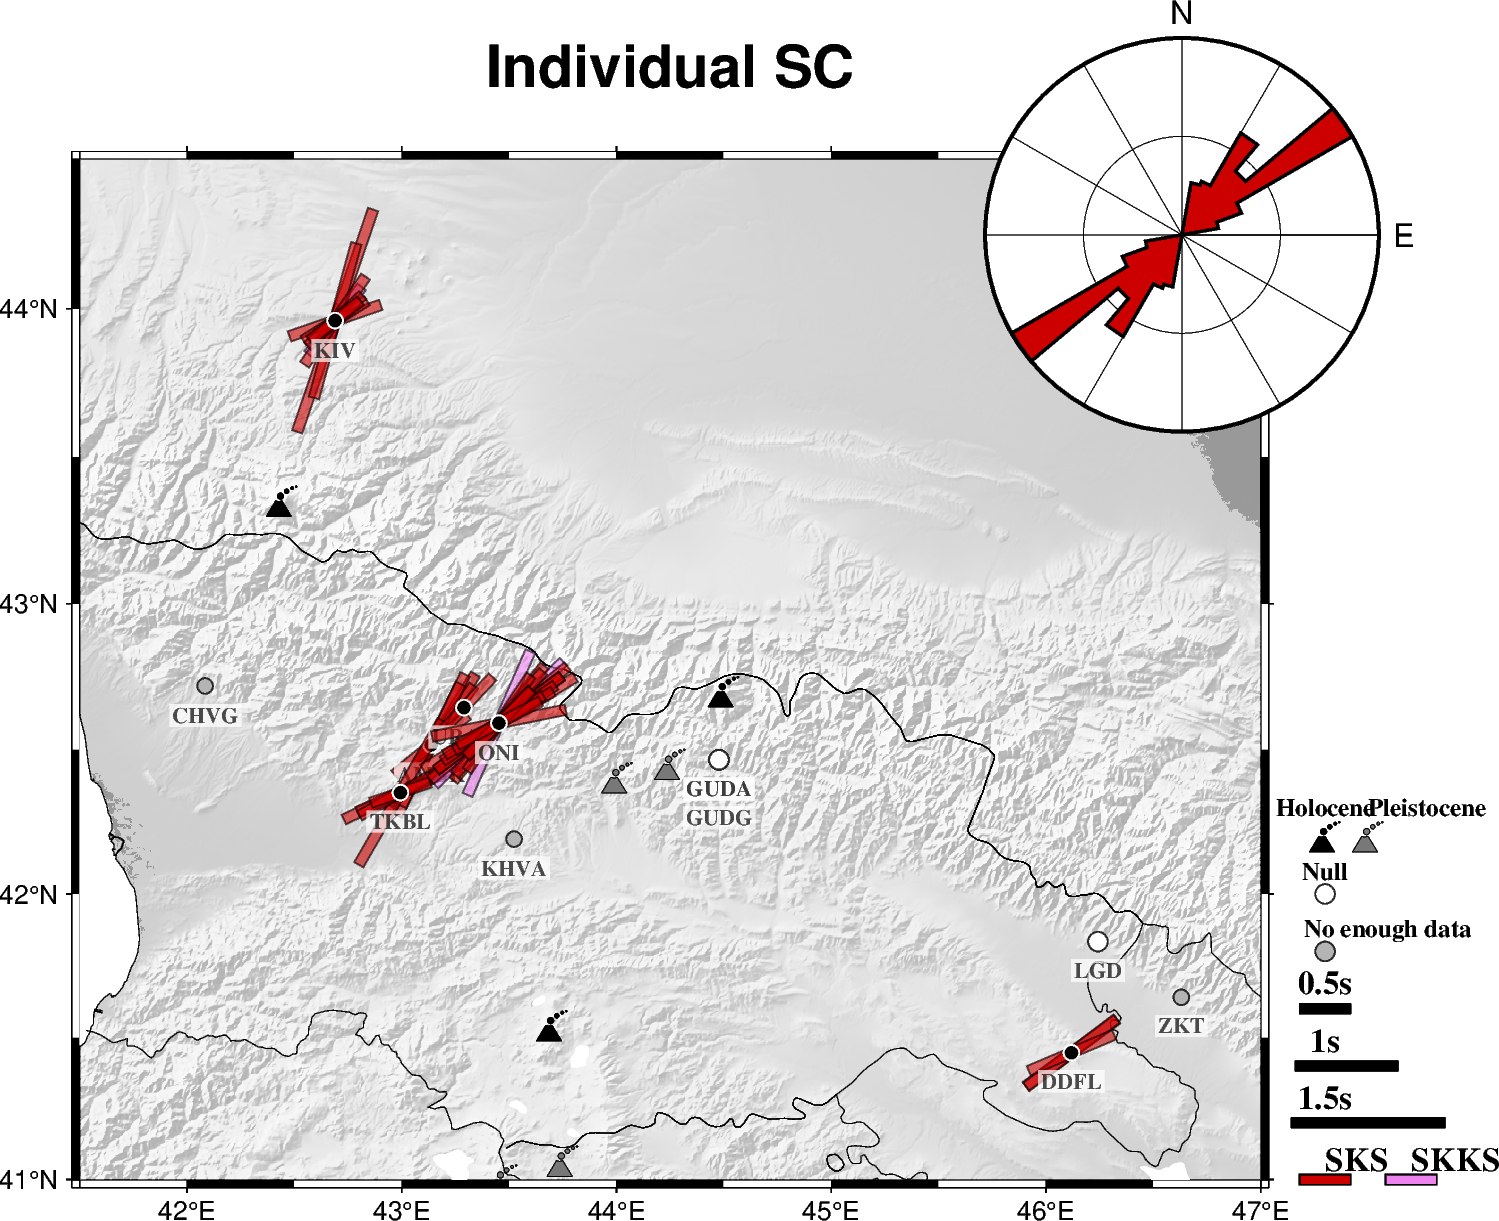 N
Individual SC
E
44°N
KIV
43°N
CHVG
ONI
GUDA
GUDG
TKBL
KHVA
Holocene
Pleistocene
Null
42°N
No enough data
LGD
0.5s
ZKT
1s
DDFL
1.5s
SKS SKKS
41°N
42°E 43°E 44°E 45°E 46°E 47°E